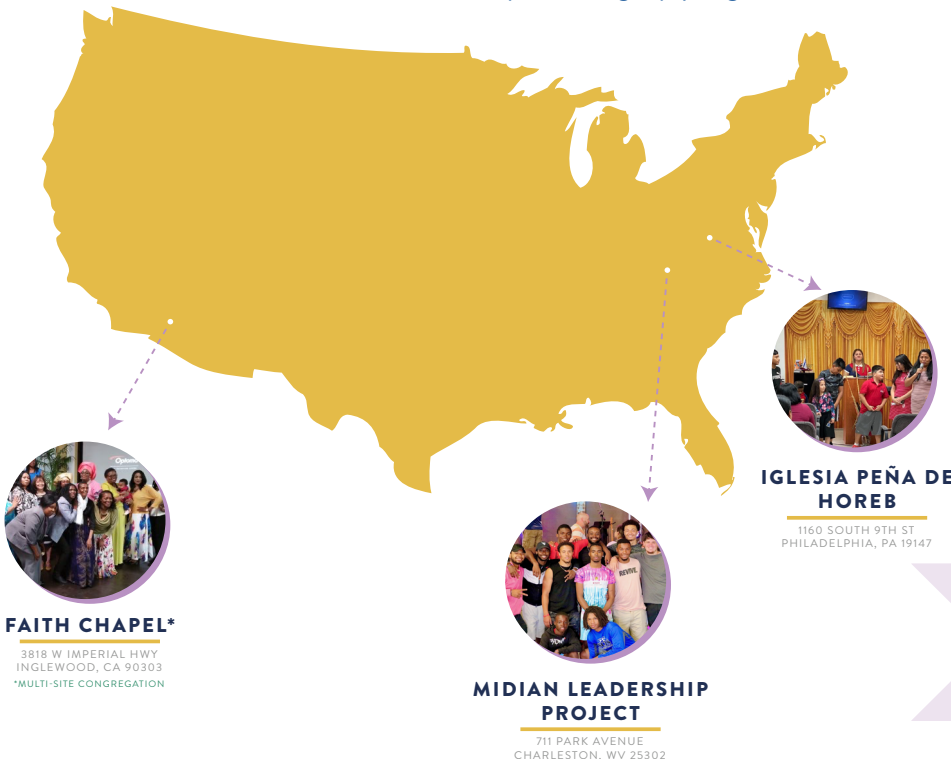 FAITH CHAPEL*
3818 W IMPERIAL HWY
INGLEWOOD, CA 90303
*MULTI-SITE CONGREGATION
MIDIAN LEADERSHIP
PROJECT
711 PARK AVENUE
CHARLESTON, WV 25302
IGLESIA PEÑA DE
HOREB
1160 SOUTH 9TH ST
PHILADELPHIA, PA 19147
REVIVE.